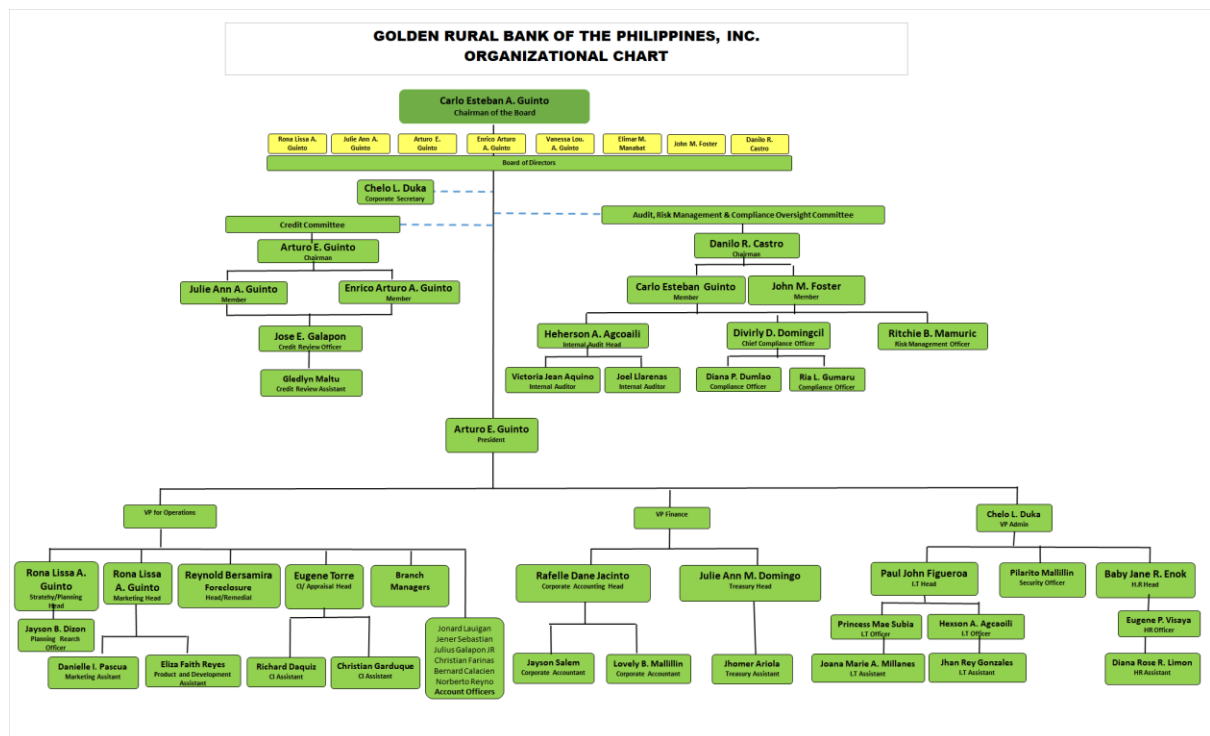 GOLDEN RURAL BANK OF THE PHILIPPINES, INC.
ORGANIZATIONAL CHART
Carlo Esteban A. Guinto
Chairman of the Board
Rona Lissa A.
Guinto
Julie Ann A.
Guinto
Arturo E.
Guinto
Enrico Arturo
A. Guinto
Vanessa Lou.
A. Guinto
Elimar M.
Manabat
John M. Foster
Danilo R.
Castro
Board of Directors
Chelo L. Duka
Corporate Secretary
Credit Committee
Audit, Risk Management & Compliance Oversight Committee
Arturo E. Guinto
Chairman
Danilo R. Castro
Chairman
Julie Ann A. Guinto
Member
Enrico Arturo A. Guinto
Member
Carlo Esteban Guinto
Member
John M. Foster
Member
Jose E. Galapon
Credit Review Officer
Heherson A. Agcoaili
Internal Audit Head
Divirly D. Domingcil
Chief Compliance Officer
Ritchie B. Mamuric
Risk Management Officer
Gledlyn Maltu
Credit Review Assistant
Victoria Jean Aquino
Internal Auditor
Joel Llarenas
Internal Auditor
Diana P. Dumlao
Compliance Officer
Ria L. Gumaru
Compliance Officer
Arturo E. Guinto
President
VP for Operations
VP Finance
Chelo L. Duka
VP Admin
Rona Lissa A.
Guinto
Stratehy/Planning
Head
Rona Lissa
A. Guinto
Marketing Head
Reynold Bersamira
Foreclosure
Head/Remedial
Eugene Torre
CI/ Appraisal Head
Branch
Managers
Rafelle Dane Jacinto
Corporate Accounting Head
Julie Ann M. Domingo
Treasury Head
Paul John Figueroa
I.T Head
Pilarito Mallillin
Security Officer
Baby Jane R. Enok
H.R Head
Jayson B. Dizon
Planning Rearch
Officer
Jonard Lauigan
Jener Sebastian
Julius Galapon JR
Christian Farinas
Bernard Calacien
Norberto Reyno
Account Officers
Princess Mae Subia
I.T Officer
Hexson A. Agcaoili
I.T Officer
Eugene P. Visaya
HR Officer
Danielle I. Pascua
Marketing Assitant
Eliza Faith Reyes
Product and Development
Assistant
Richard Daquiz
CI Assistant
Christian Garduque
CI Assistant
Jayson Salem
Corporate Accountant
Lovely B. Mallillin
Corporate Accountant
Jhomer Ariola
Treasury Assistant
Joana Marie A. Millanes
I.T Assistant
Jhan Rey Gonzales
I.T Assistant
Diana Rose R. Limon
HR Assistant